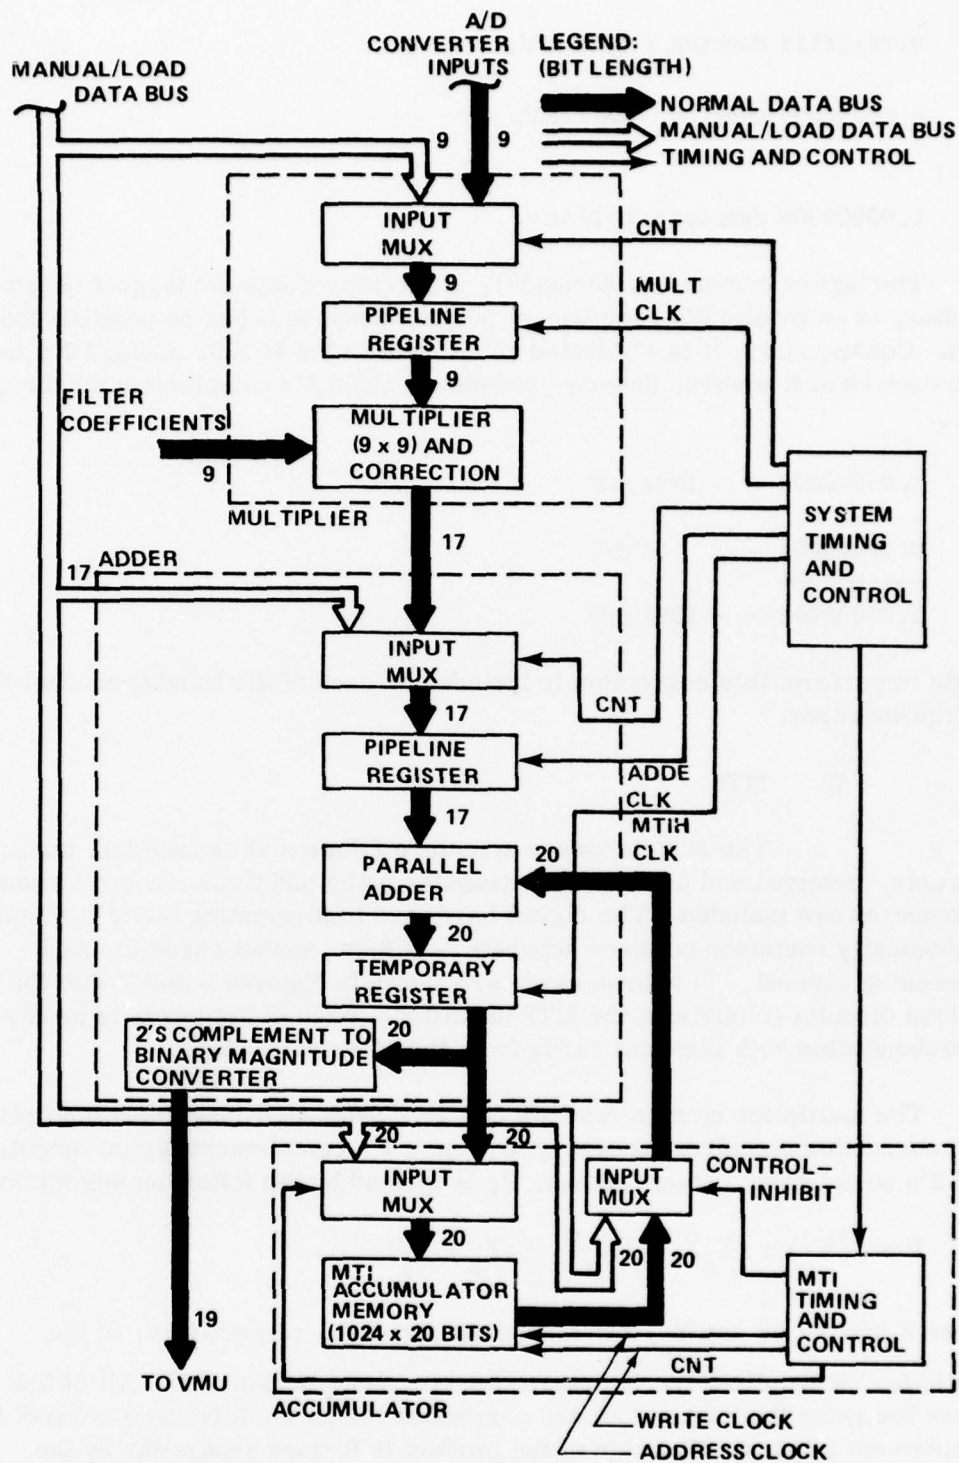 A/D
CONVERTER
INPUTS
MANUAL/LOAD
DATA BUS
LEGEND:
(BIT LENGTH)
NORMAL DATA BUS
MANUAL/LOAD DATA BUS
TIMING AND CONTROL
9
9
INPUT
MUX
CNT
9
MULT
CLK
PIPELINE
REGISTER
9
FILTER
COEFFICIENTS
9
MULTIPLIER
(9 x 9) AND
CORRECTION
MULTIPLIER
SYSTEM
TIMING
AND
CONTROL
17
ADDER
17
INPUT
MUX
CNT
17
PIPELINE
REGISTER
ADDE
CLK
MTIH
CLK
17
PARALLEL
ADDER
20
20
TEMPORARY
REGISTER
2'S COMPLEMENT TO
BINARY MAGNITUDE
CONVERTER
20
20
20
INPUT
MUX
INPUT
MUX
CONTROL–
INHIBIT
20
20
20
MTI
ACCUMULATOR
MEMORY
(1024 x 20 BITS)
MTI
TIMING
AND
CONTROL
19
CNT
TO VMU
ACCUMULATOR
WRITE CLOCK
ADDRESS CLOCK